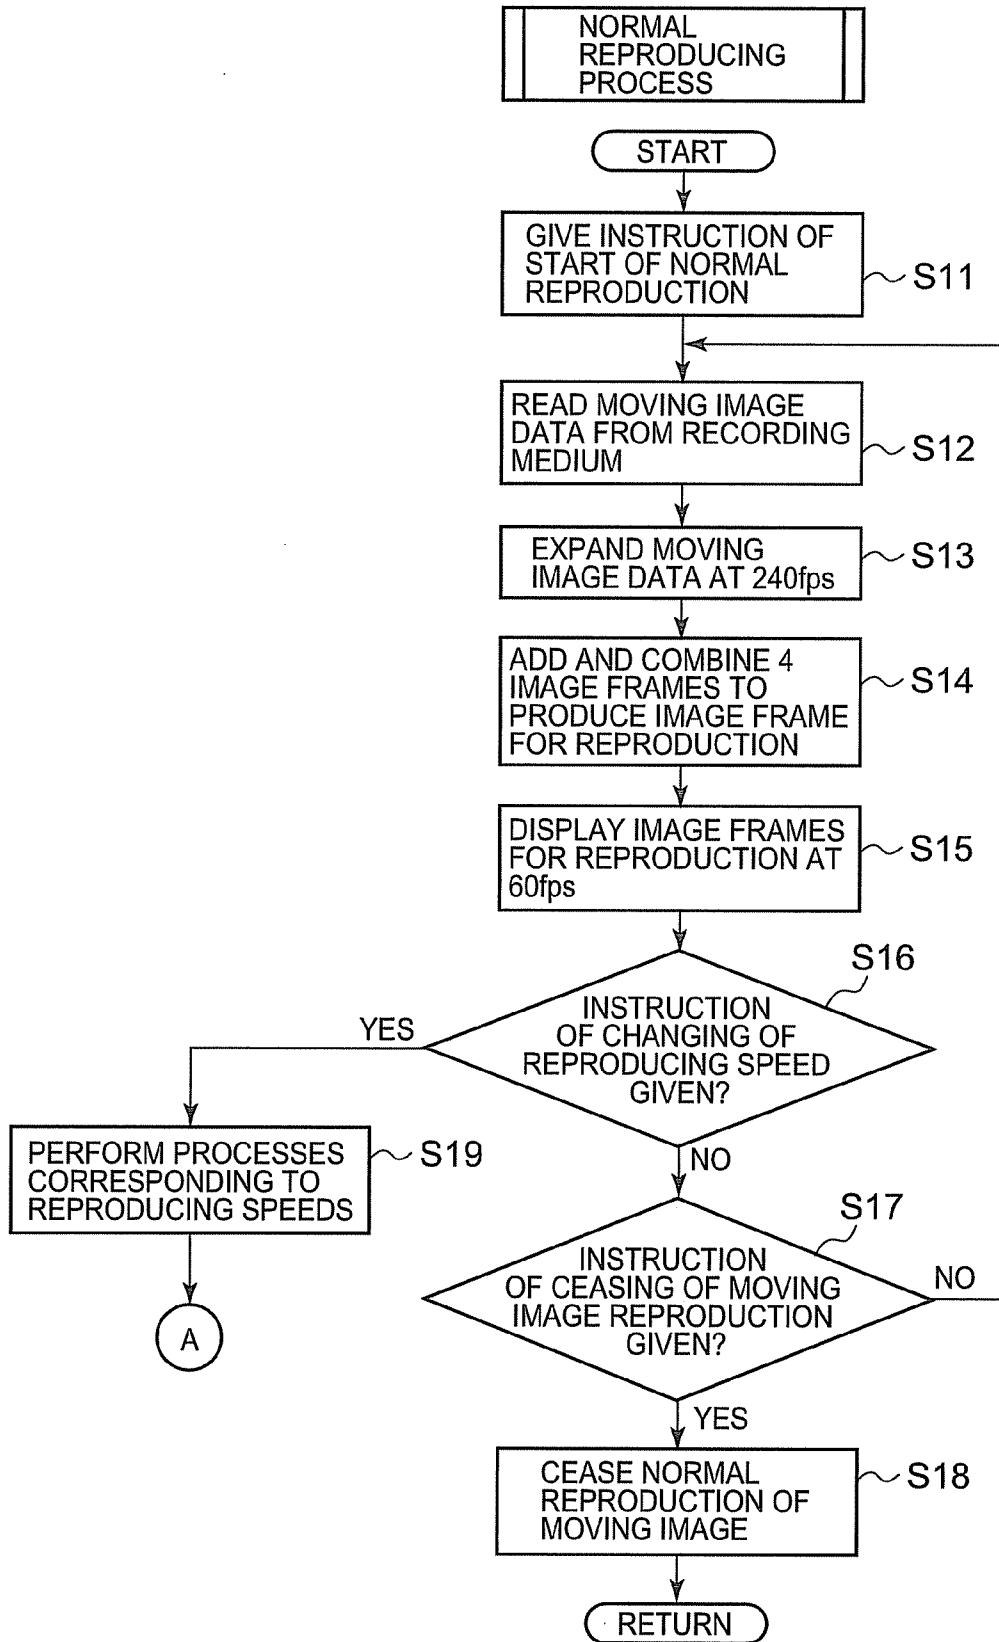 NORMAL
REPRODUCING
PROCESS
START
GIVE INSTRUCTION OF
START OF NORMAL
REPRODUCTION
S11
READ MOVING IMAGE
DATA FROM RECORDING
MEDIUM
S12
EXPAND MOVING
IMAGE DATA AT 240fps
S13
ADD AND COMBINE 4
IMAGE FRAMES TO
PRODUCE IMAGE FRAME
FOR REPRODUCTION
S14
DISPLAY IMAGE FRAMES
FOR REPRODUCTION AT
60fps
S15
S16
INSTRUCTION
OF CHANGING OF
REPRODUCING SPEED
GIVEN?
YES
NO
PERFORM PROCESSES
CORRESPONDING TO
REPRODUCING SPEEDS
S19
A
S17
INSTRUCTION
OF CEASING OF MOVING
IMAGE REPRODUCTION
GIVEN?
NO
YES
CEASE NORMAL
REPRODUCTION OF
MOVING IMAGE
S18
RETURN